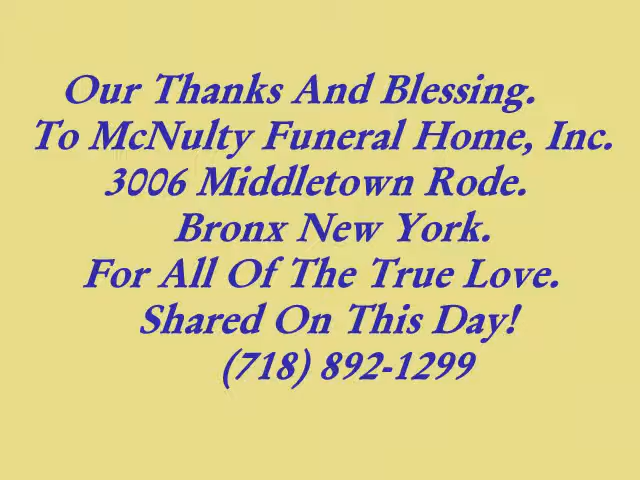 Our Thanks And Blessing.
To McNulty Funeral Home, Inc.
3006 Middletown Rode.
Bronx New York.
For All Of The True Love.
Shared On This Day!
(718) 892-1299